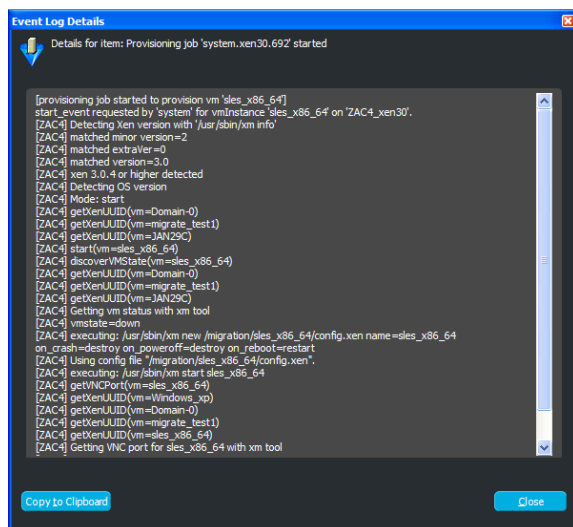 Event Log Details
Details for item: Provisioning job 'system.xen30.692' started
[provisioning job started to provision vm 'sles_x86_64']
start_event requested by 'system' for vmInstance 'sles_x86_64' on 'ZAC4_xen30'.
[ZAC4] Detecting Xen version with '/usr/sbin/xm info'
[ZAC4] matched minor version=2
[ZAC4] matched extraVer=0
[ZAC4] matched version=3.0
[ZAC4] xen 3.0.4 or higher detected
[ZAC4] Detecting OS version
[ZAC4] Mode: start
[ZAC4] getXenUUID(vm=Domain-0)
[ZAC4] getXenUUID(vm=migrate_test1)
[ZAC4] getXenUUID(vm=JAN29C)
[ZAC4] start(vm=sles_x86_64)
[ZAC4] discoverVMState(vm=sles_x86_64)
[ZAC4] getXenUUID(vm=Domain-0)
[ZAC4] getXenUUID(vm=migrate_test1)
[ZAC4] getXenUUID(vm=JAN29C)
[ZAC4] Getting vm status with xm tool
[ZAC4] vmstate=down
[ZAC4] executing: /usr/sbin/xm new /migration/sles_x86_64/config.xen name=sles_x86_64
on_crash=destroy on_poweroff=destroy on_reboot=restart
[ZAC4] Using config file "/migration/sles_x86_64/config.xen".
[ZAC4] executing: /usr/sbin/xm start sles_x86_64
[ZAC4] getVNCPort(vm=sles_x86_64)
[ZAC4] getXenUUID(vm=Windows_xp)
[ZAC4] getXenUUID(vm=Domain-0)
[ZAC4] getXenUUID(vm=migrate_test1)
[ZAC4] getXenUUID(vm=sles_x86_64)
[ZAC4] Getting VNC port for sles_x86_64 with xm tool
Copy to Clipboard
Close